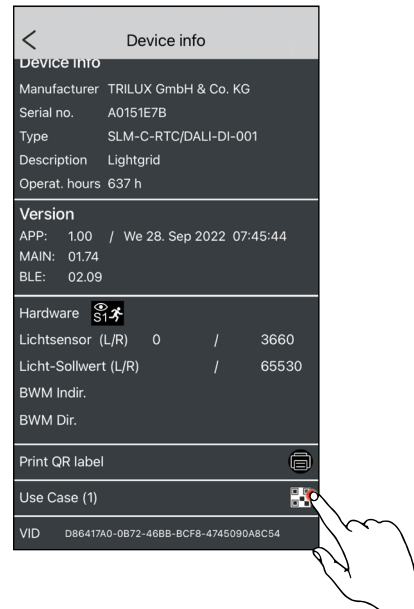 Device info
Device Info
Manufacturer TRILUX GmbH & Co. KG
Serial no. A0151E7B
Type SLM-C-RTC/DALI-DI-001
Description Lightgrid
Operat. hours 637 h
Version
APP: 1.00 / We 28. Sep 2022 07:45:44
MAIN: 01.74
BLE: 02.09
Hardware S1
Lichtsensor (L/R) 0 / 3660
Licht-Sollwert (L/R) / 65530
BWM Indir.
BWM Dir.
Print QR label
Use Case (1)
VID D86417A0-0B72-46BB-BCF8-4745090A8C54